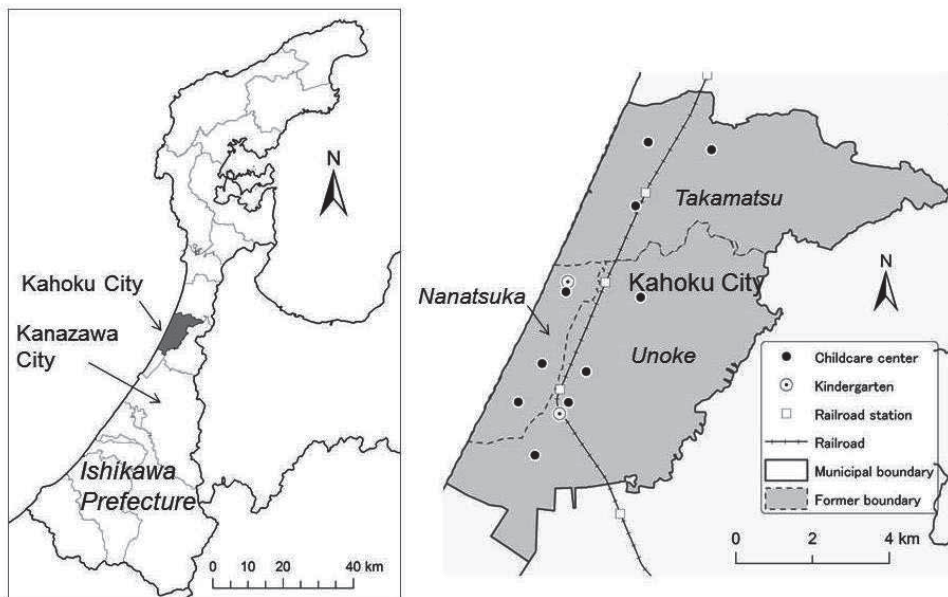 N
Kahoku City
Kanazawa
City
Ishikawa
Prefecture
0 10 20 40 km
Takamatsu
Kahoku City
Nanatsuka
Unoke
N
Childcare center
Kindergarten
Railroad station
Railroad
Municipal boundary
Former boundary
0 2 4 km